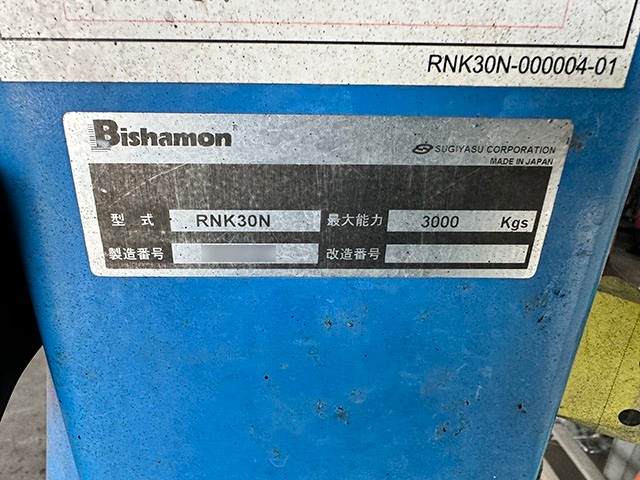 RNK30N-000004-01
Bishamon
SUGIYASU CORPORATION
MADE IN JAPAN
型式 RNK30N 最大能力 3000 Kgs
製造番号 改造番号